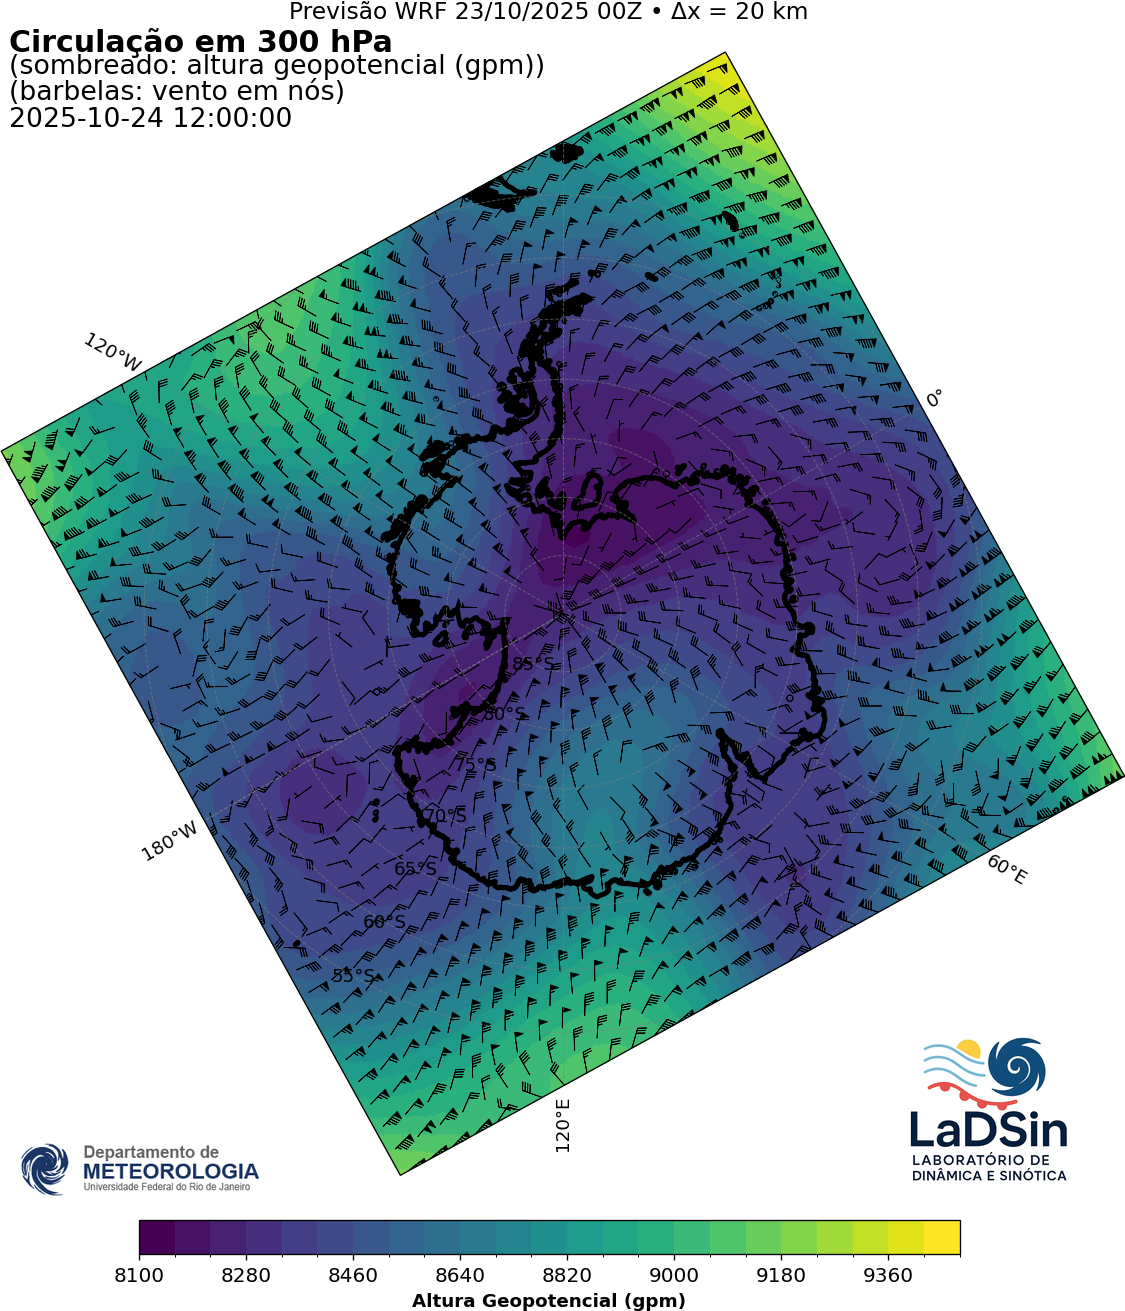 Previsão WRF 23/10/2025 00Z • Δx = 20 km
Circulação em 300 hPa
(sombreado: altura geopotencial (gpm))
(barbelas: vento em nós)
2025-10-24 12:00:00
120°W
0°
85°S
80°S
75°S
70°S
180°W
65°S
60°E
60°S
55°S
120°E
LaDSin
LABORATÓRIO DE
DINÂMICA E SINÓTICA
Departamento de
METEOROLOGIA
Universidade Federal do Rio de Janeiro
8100 8280 8460 8640 8820 9000 9180 9360
Altura Geopotencial (gpm)